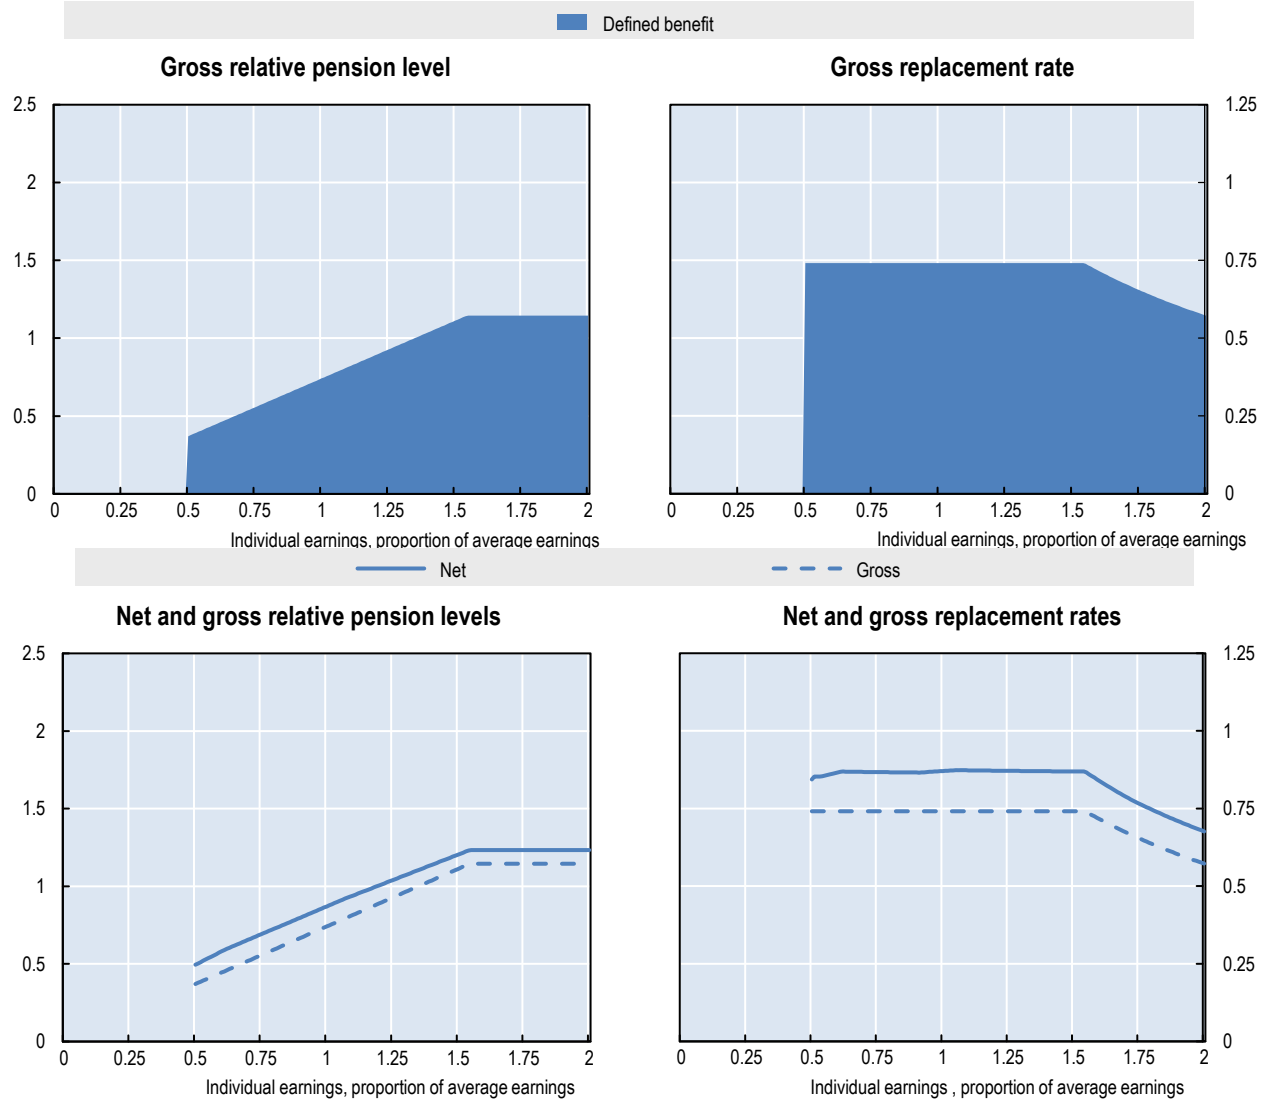 Defined benefit
Gross relative pension level
2.5
2
1.5
1
0.5
0
0 0.25 0.5 0.75 1 1.25 1.5 1.75 2
Individual earnings, proportion of average earnings
Gross replacement rate
1.25
1
0.75
0.5
0.25
0
0 0.25 0.5 0.75 1 1.25 1.5 1.75 2
Individual earnings, proportion of average earnings
Net Gross
Net and gross relative pension levels
2.5
2
1.5
1
0.5
0
0 0.25 0.5 0.75 1 1.25 1.5 1.75 2
Individual earnings, proportion of average earnings
Net and gross replacement rates
1.25
1
0.75
0.5
0.25
0
0 0.25 0.5 0.75 1 1.25 1.5 1.75 2
Individual earnings , proportion of average earnings